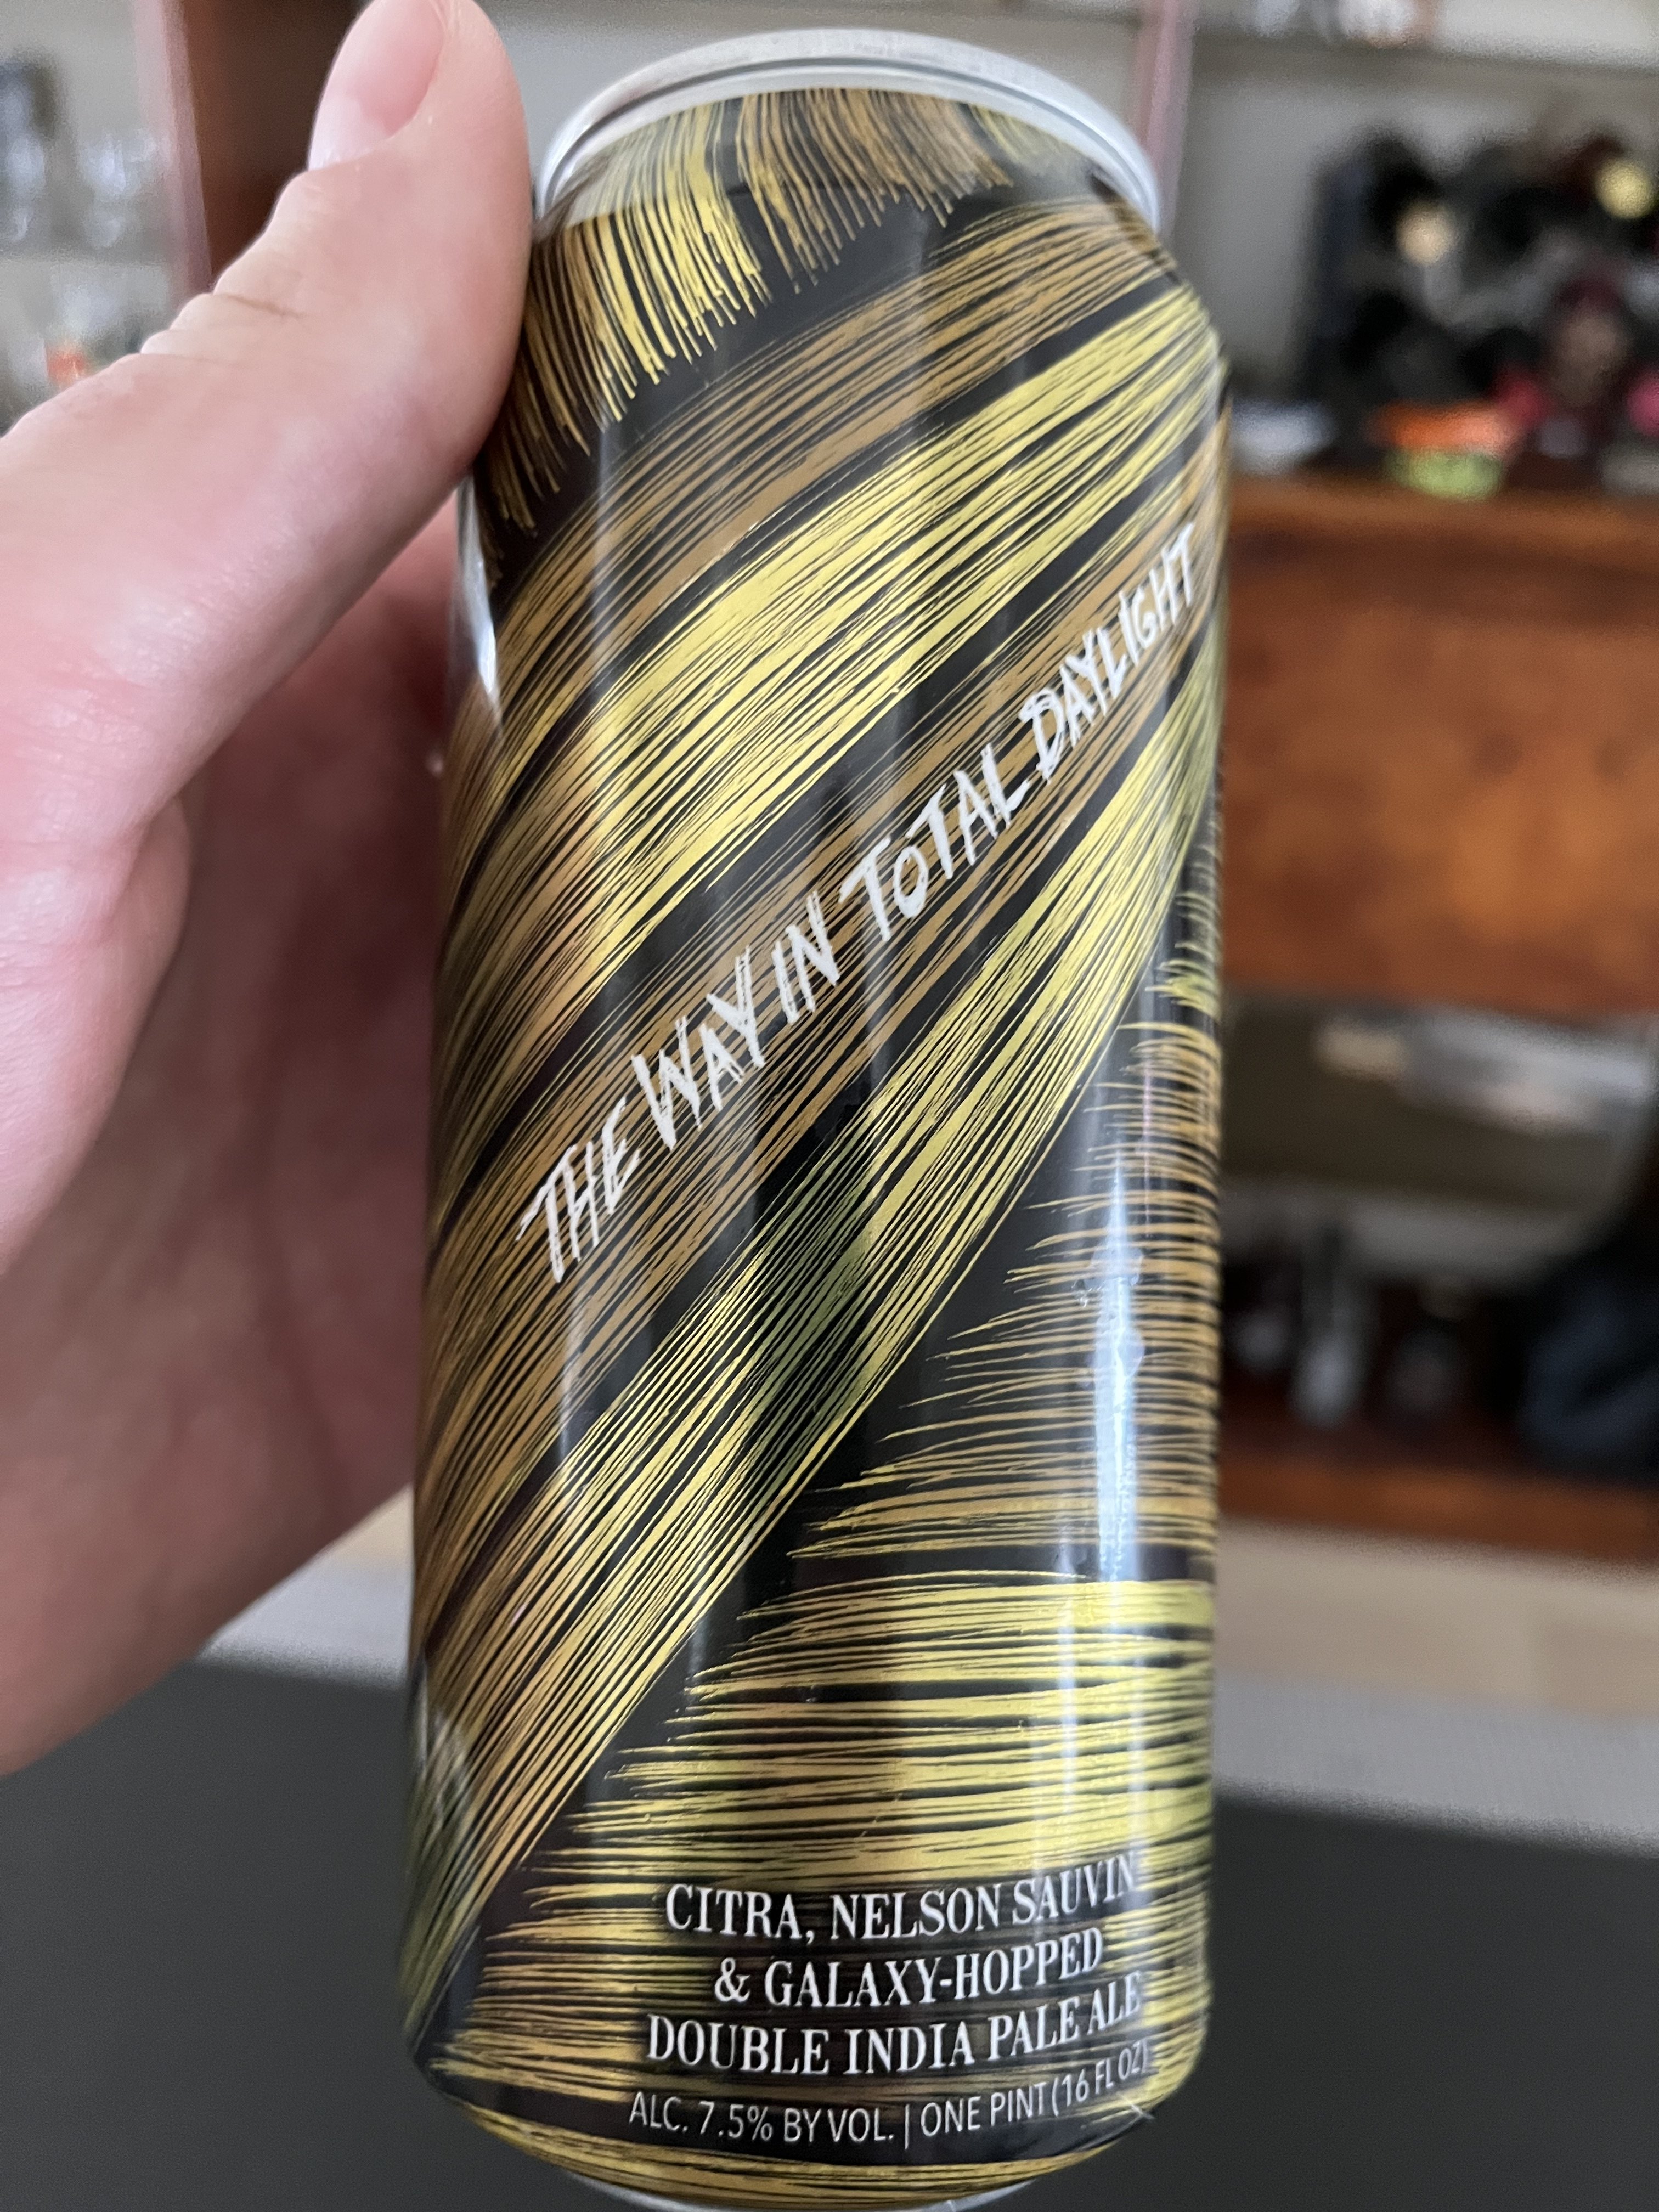 THE WAY IN TOTAL DAYLIGHT
CITRA, NELSON SAUVIN
& GALAXY-HOPPED
DOUBLE INDIA PALE ALE
ALC. 7.5% BY VOL. | ONE PINT (16 FL OZ)